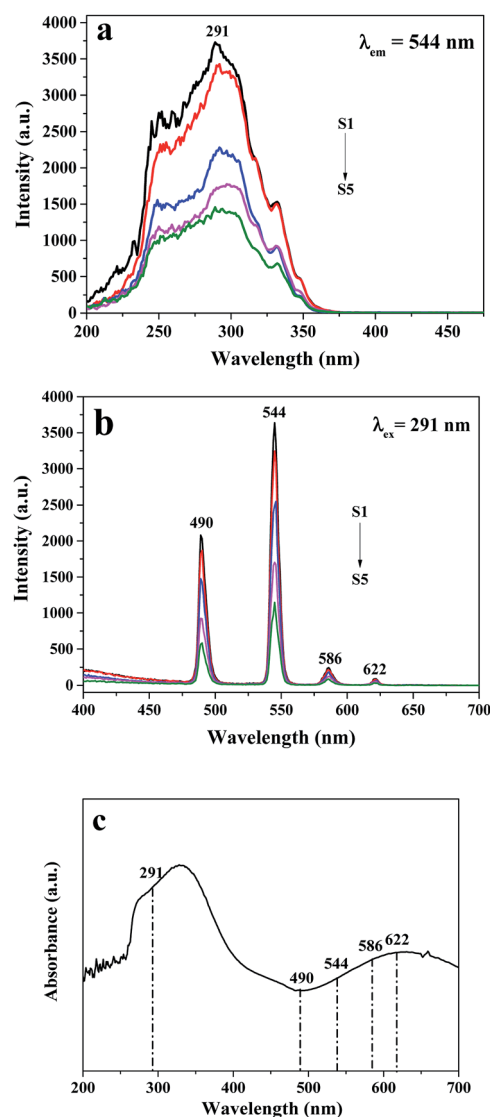 a
291
λem = 544 nm
S1
S5
Intensity (a.u.)
4000
3500
3000
2500
2000
1500
1000
500
0
200 250 300 350 400 450
Wavelength (nm)
b
544
λex = 291 nm
490
S1
S5
586
622
Intensity (a.u.)
4000
3500
3000
2500
2000
1500
1000
500
0
400 450 500 550 600 650 700
Wavelength (nm)
c
291
490
544
586
622
Absorbance (a.u.)
200 300 400 500 600 700
Wavelength (nm)